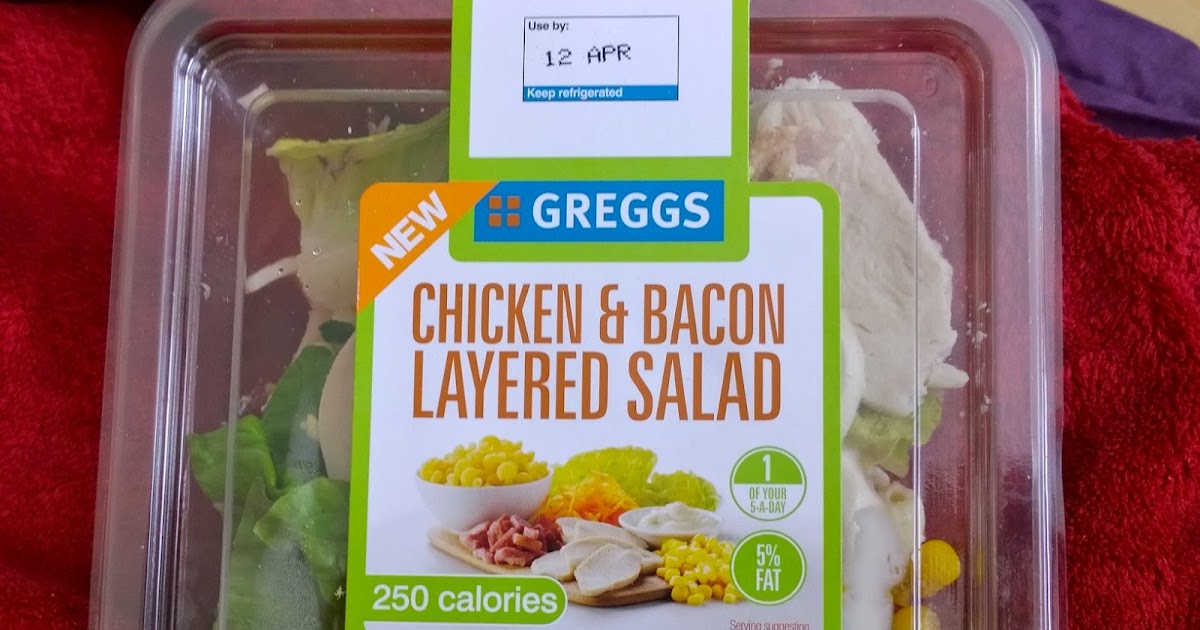 Use by:
12 APR
Keep refrigerated
NEW
GREGGS
CHICKEN & BACON
LAYERED SALAD
1
OF YOUR
5-A-DAY
5%
FAT
250 calories
Serving suggestion